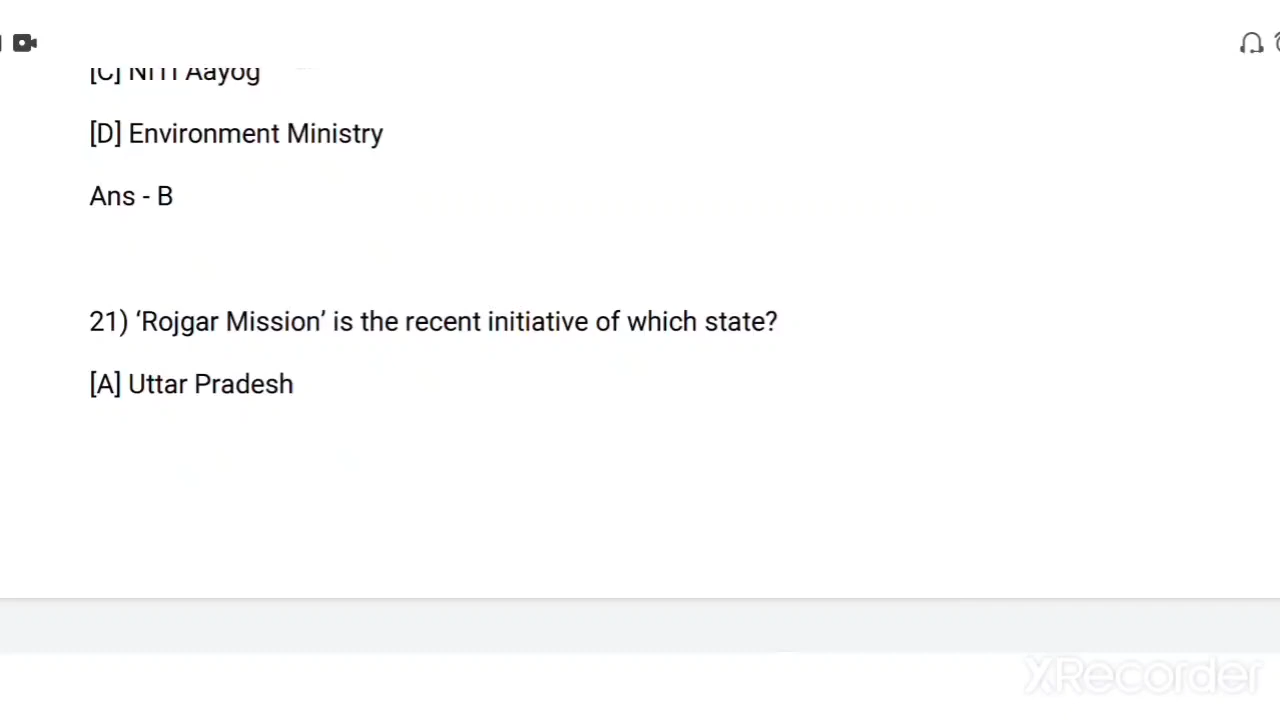 [C] NITI Aayog
[D] Environment Ministry
Ans - B
21) ‘Rojgar Mission’ is the recent initiative of which state?
[A] Uttar Pradesh
XRecorder